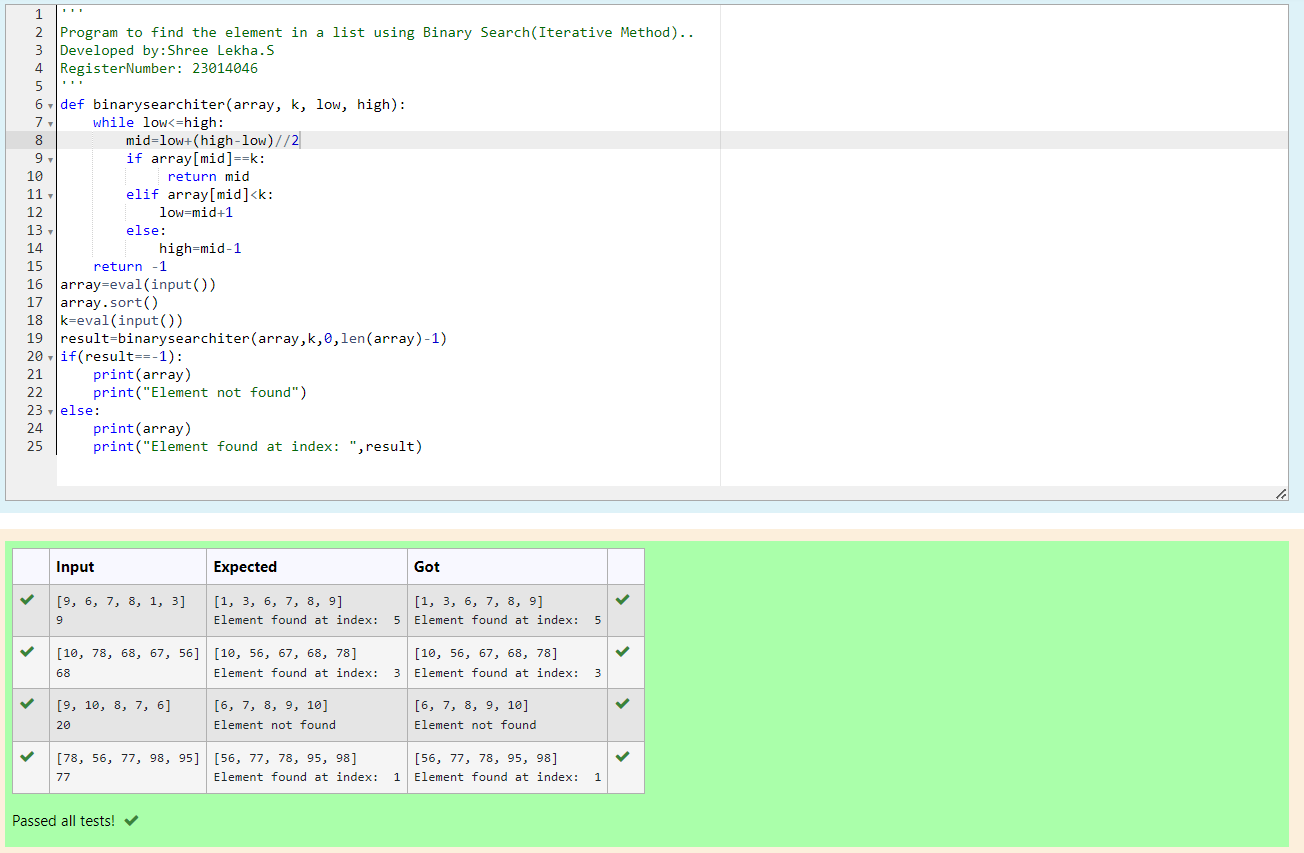 1 '''
2 Program to find the element in a list using Binary Search(Iterative Method)..
3 Developed by:Shree Lekha.S
4 RegisterNumber: 23014046
5 '''
6 def binarysearchiter(array, k, low, high):
7     while low<=high:
8         mid=low+(high-low)//2
9         if array[mid]==k:
10             return mid
11         elif array[mid]<k:
12             low=mid+1
13         else:
14             high=mid-1
15     return -1
16 array=eval(input())
17 array.sort()
18 k=eval(input())
19 result=binarysearchiter(array,k,0,len(array)-1)
20 if(result==-1):
21     print(array)
22     print("Element not found")
23 else:
24     print(array)
25     print("Element found at index: ",result)
Input Expected Got
[9, 6, 7, 8, 1, 3] [1, 3, 6, 7, 8, 9] [1, 3, 6, 7, 8, 9]
9 Element found at index:  5 Element found at index:  5
[10, 78, 68, 67, 56] [10, 56, 67, 68, 78] [10, 56, 67, 68, 78]
68 Element found at index:  3 Element found at index:  3
[9, 10, 8, 7, 6] [6, 7, 8, 9, 10] [6, 7, 8, 9, 10]
20 Element not found Element not found
[78, 56, 77, 98, 95] [56, 77, 78, 95, 98] [56, 77, 78, 95, 98]
77 Element found at index:  1 Element found at index:  1
Passed all tests!